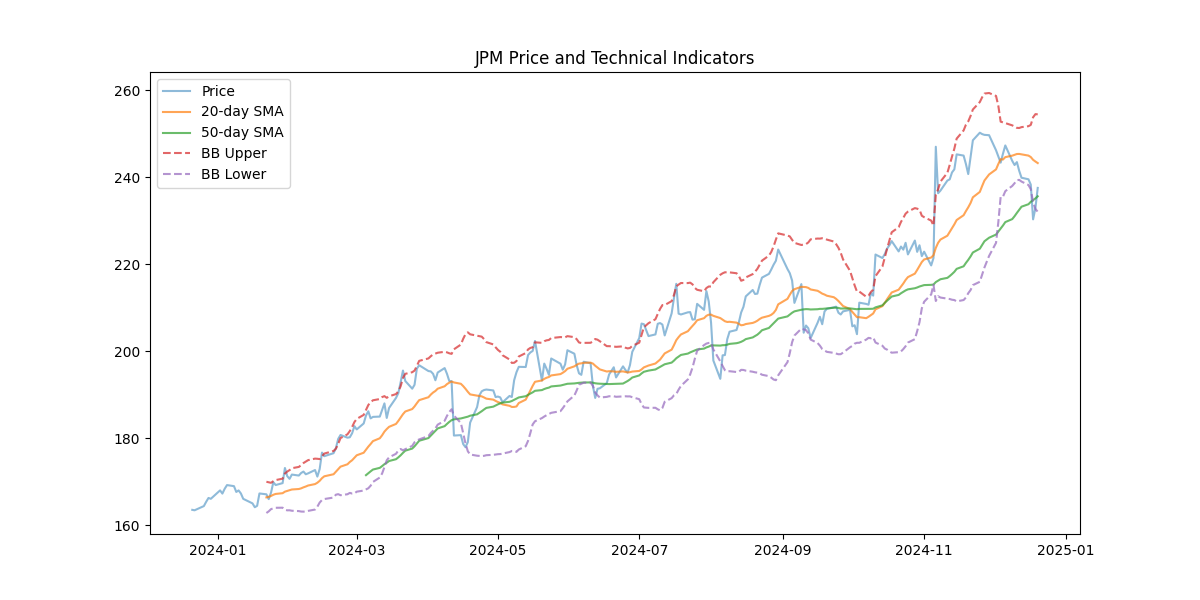 JPM Price and Technical Indicators
Price
20-day SMA
50-day SMA
BB Upper
BB Lower
260
240
220
200
180
160
2024-01
2024-03
2024-05
2024-07
2024-09
2024-11
2025-01